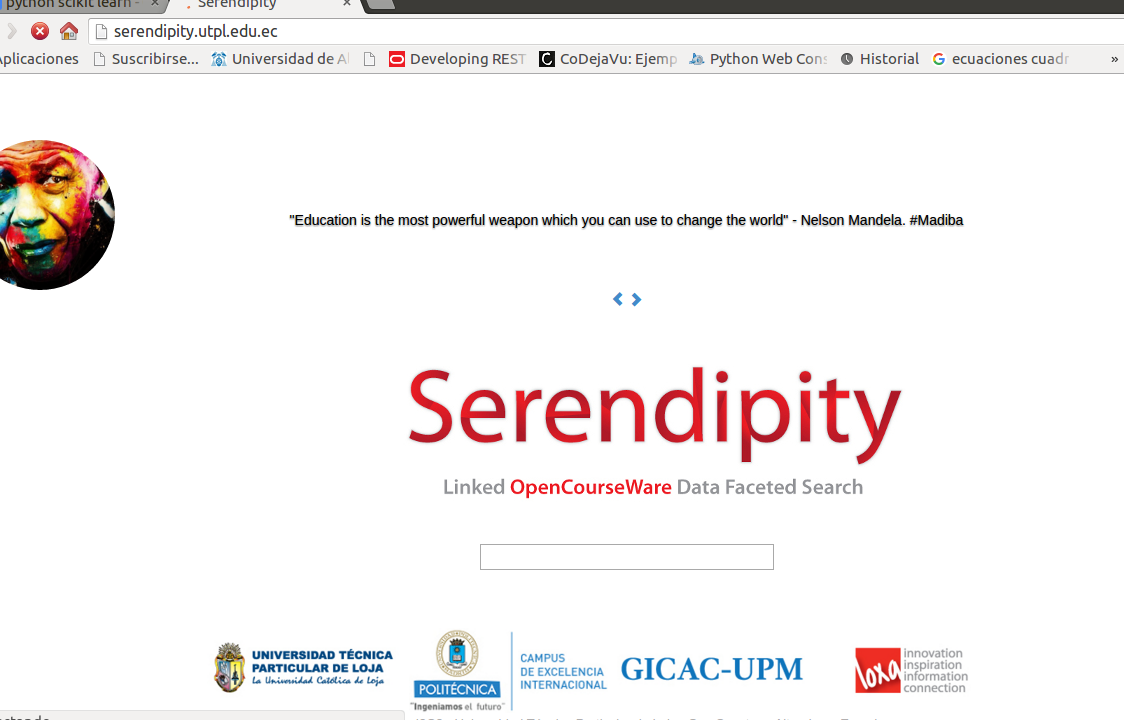 python scikit learn -
Serendipity
serendipity.utpl.edu.ec
Aplicaciones Suscribirse... Universidad de Al Developing REST CoDejaVu: Ejemp Python Web Cons Historial ecuaciones cuadr »
"Education is the most powerful weapon which you can use to change the world" - Nelson Mandela. #Madiba
Serendipity
Linked OpenCourseWare Data Faceted Search
UNIVERSIDAD TÉCNICA
PARTICULAR DE LOJA
La Universidad Católica de Loja
POLITÉCNICA
"Ingeniamos el futuro"
CAMPUS
DE EXCELENCIA
INTERNACIONAL
GICAC-UPM
loxa
innovation
inspiration
information
connection